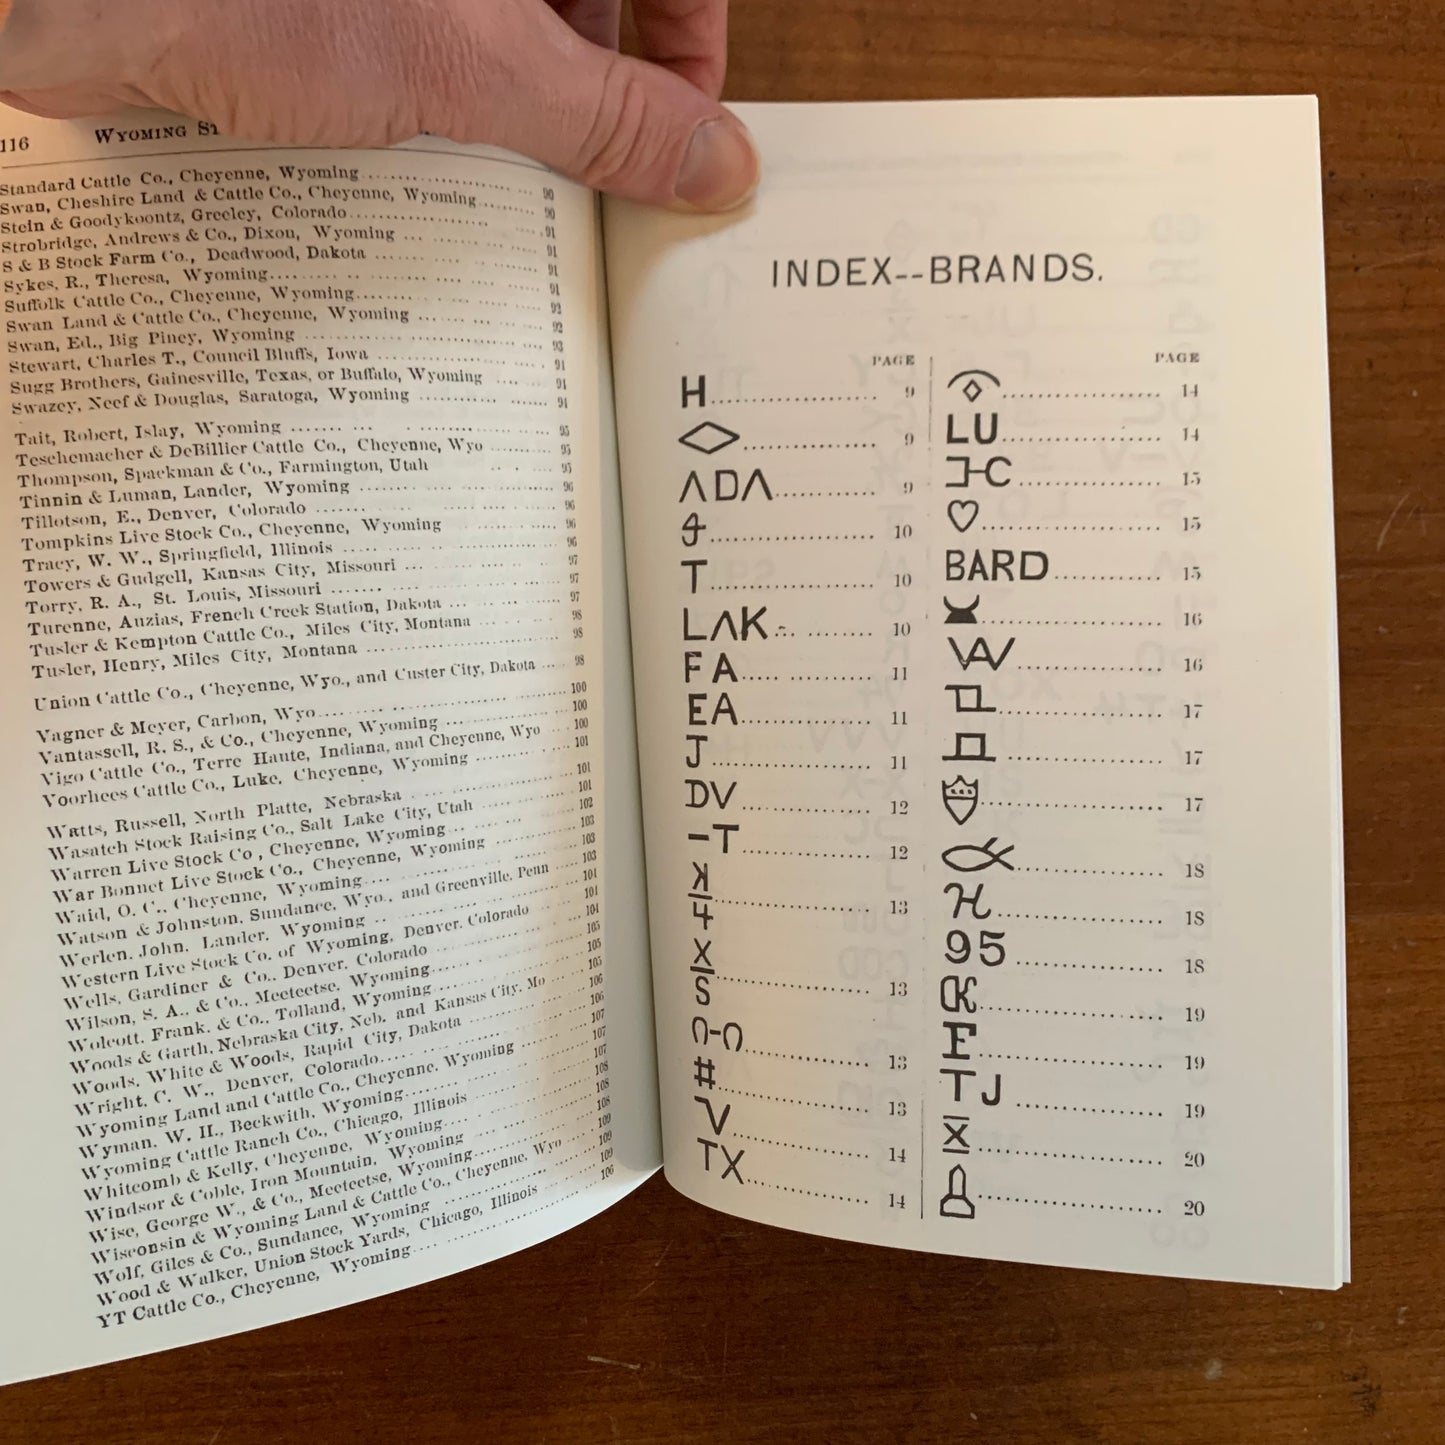 116 WYOMING ST
Standard Cattle Co., Cheyenne, Wyoming 90
Swan, Cheshire Land & Cattle Co., Cheyenne, Wyoming 90
Stein & Goodykoontz, Greeley, Colorado 91
Strobridge, Andrews & Co., Dixon, Wyoming 91
S & B Stock Farm Co., Deadwood, Dakota 91
Sykes, R., Theresa, Wyoming 91
Suffolk Cattle Co., Cheyenne, Wyoming 92
Swan Land & Cattle Co., Cheyenne, Wyoming 92
Swan, Ed., Big Piney, Wyoming 93
Stewart, Charles T., Council Bluffs, Iowa 91
Sugg Brothers, Gainesville, Texas, or Buffalo, Wyoming
Swazey, Neef & Douglas, Saratoga, Wyoming
Tait, Robert, Islay, Wyoming 95
Teschemacher & DeBillier Cattle Co., Cheyenne, Wyo 95
Thompson, Spackman & Co., Farmington, Utah 95
Tinnin & Luman, Lander, Wyoming 96
Tillotson, E., Denver, Colorado 96
Tompkins Live Stock Co., Cheyenne, Wyoming 96
Tracy, W. W., Springfield, Illinois 96
Towers & Gudgell, Kansas City, Missouri 97
Torry, R. A., St. Louis, Missouri 97
Turenne, Auzias, French Creek Station, Dakota 97
Tusler & Kempton Cattle Co., Miles City, Montana 98
Tusler, Henry, Miles City, Montana 98
Union Cattle Co., Cheyenne, Wyo., and Custer City, Dakota 98
Vagner & Meyer, Carbon, Wyo 100
Vantassell, R. S., & Co., Cheyenne, Wyoming 100
Vigo Cattle Co., Terre Haute, Indiana, and Cheyenne, Wyo 100
Voorhees Cattle Co., Luke, Cheyenne, Wyoming 101
Watts, Russell, North Platte, Nebraska 101
Wasatch Stock Raising Co., Salt Lake City, Utah 101
Warren Live Stock Co, Cheyenne, Wyoming 102
War Bonnet Live Stock Co., Cheyenne, Wyoming 103
Waid, O. C., Cheyenne, Wyoming 103
Watson & Johnston, Sundance, Wyo., and Greenville, Penn 103
Werlen, John, Lander, Wyoming
Western Live Stock Co. of Wyoming, Denver, Colorado
Wells, Gardiner & Co., Denver, Colorado 104
Wilson, S. A., & Co., Meeteetse, Wyoming 105
Wolcott, Frank, & Co., Tolland, Wyoming 105
Woods & Garth, Nebraska City, Neb. and Kansas City, Mo 105
Woods, White & Woods, Rapid City, Dakota 106
Wright, C. W., Denver, Colorado 106
Wyoming Land and Cattle Co., Cheyenne, Wyoming 107
Wyman, W. H., Beckwith, Wyoming 107
Wyoming Cattle Ranch Co., Chicago, Illinois 107
Whitcomb & Kelly, Cheyenne, Wyoming 108
Windsor & Coble, Iron Mountain, Wyoming 108
Wise, George W., & Co., Meeteetse, Wyoming 108
Wisconsin & Wyoming Land & Cattle Co., Cheyenne, Wyo 109
Wolf, Giles & Co., Sundance, Wyoming 109
Wood & Walker, Union Stock Yards, Chicago, Illinois 109
YT Cattle Co., Cheyenne, Wyoming 106
INDEX--BRANDS.
PAGE
H 9
9
ADA 9
10
T 10
LAK 10
FA 11
EA 11
J 11
DV 12
-T 12
13
X
S 13
13
# 13
V 14
TX 14
PAGE
14
LU 14
15
15
BARD 15
16
16
17
17
17
18
H 18
95 18
19
F 19
TJ 19
X 20
20